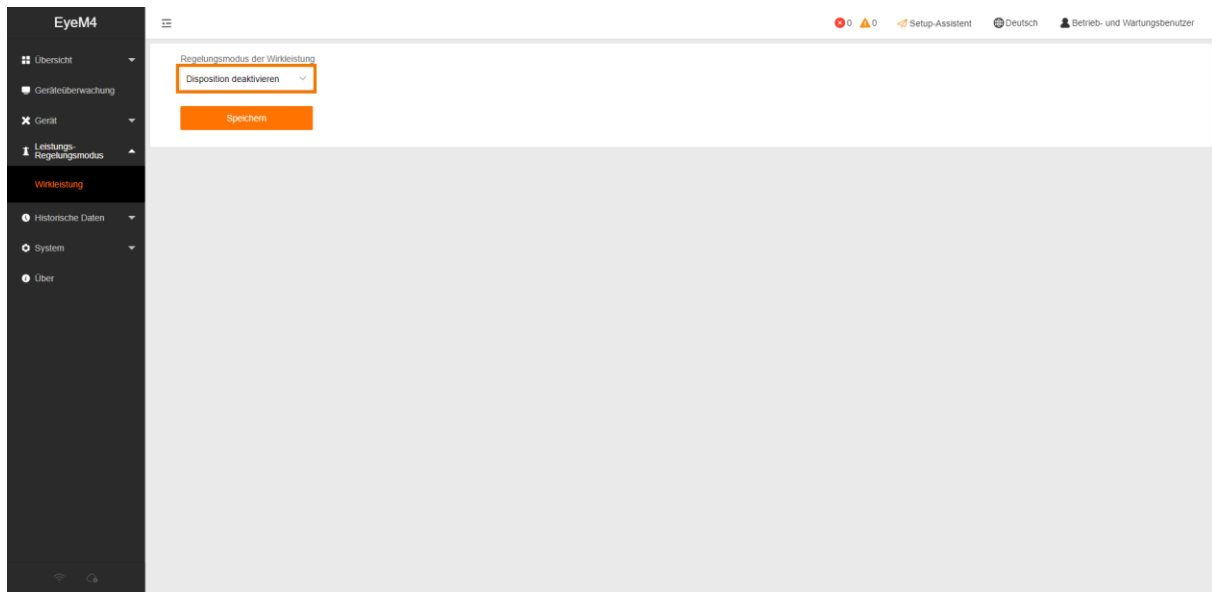 EyeM4
0
0
Setup-Assistent
Deutsch
Betrieb- und Wartungsbenutzer
Übersicht
Geräteüberwachung
Gerät
Leistungs-
Regelungsmodus
Wirkleistung
Historische Daten
System
Über
Regelungsmodus der Wirkleistung
Disposition deaktivieren
Speichern